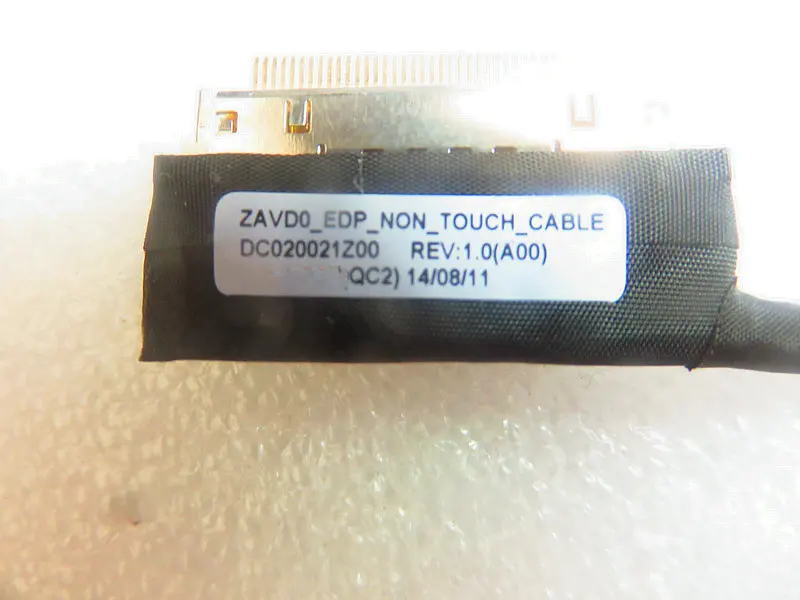 ZAVD0_EDP_NON_TOUCH_CABLE
DC020021Z00 REV:1.0(A00)
QC2) 14/08/11